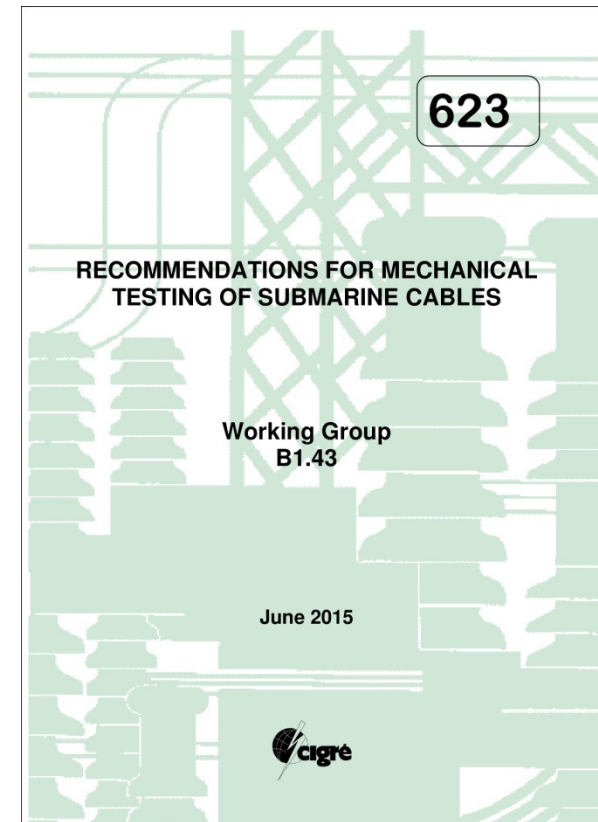 623
RECOMMENDATIONS FOR MECHANICAL
TESTING OF SUBMARINE CABLES
Working Group
B1.43
June 2015
cigré